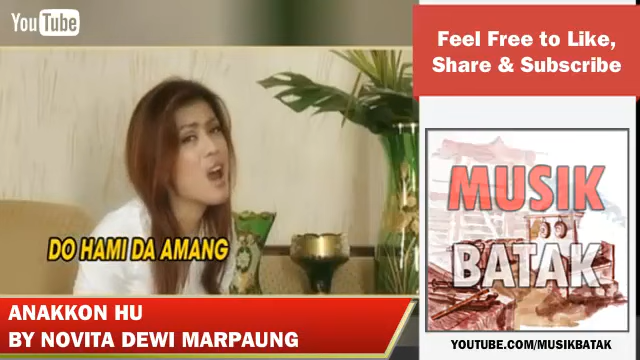 YouTube
Feel Free to Like,
Share & Subscribe
MUSIK
BATAK
DO HAMI DA AMANG
ANAKKON HU
BY NOVITA DEWI MARPAUNG
YOUTUBE.COM/MUSIKBATAK